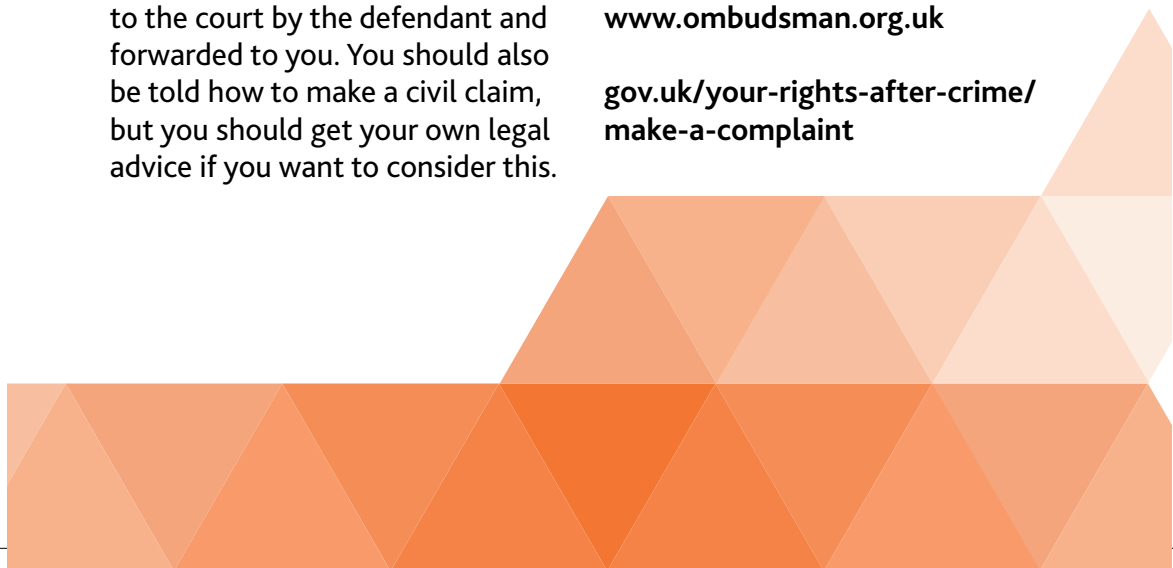 to the court by the defendant and
forwarded to you. You should also
be told how to make a civil claim,
but you should get your own legal
advice if you want to consider this.
www.ombudsman.org.uk
gov.uk/your-rights-after-crime/
make-a-complaint